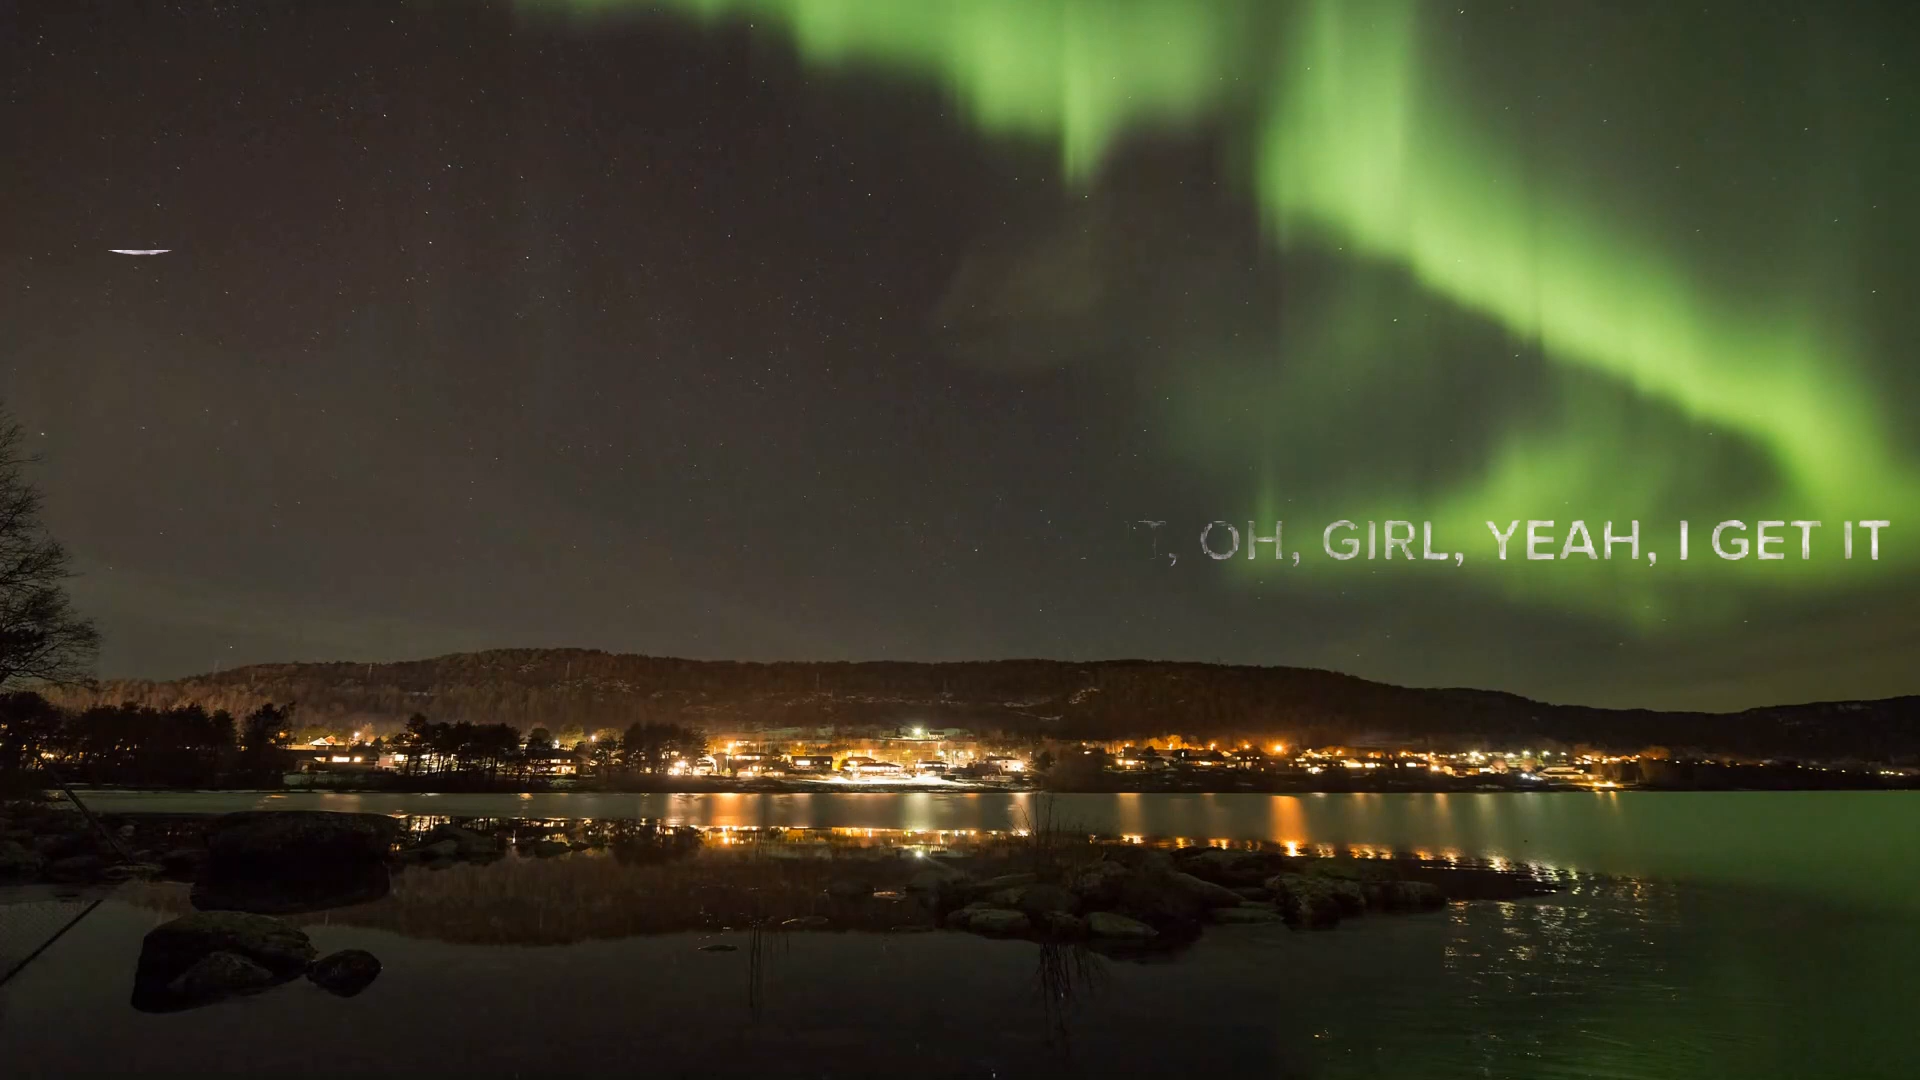 OH, GIRL, YEAH, I GET IT